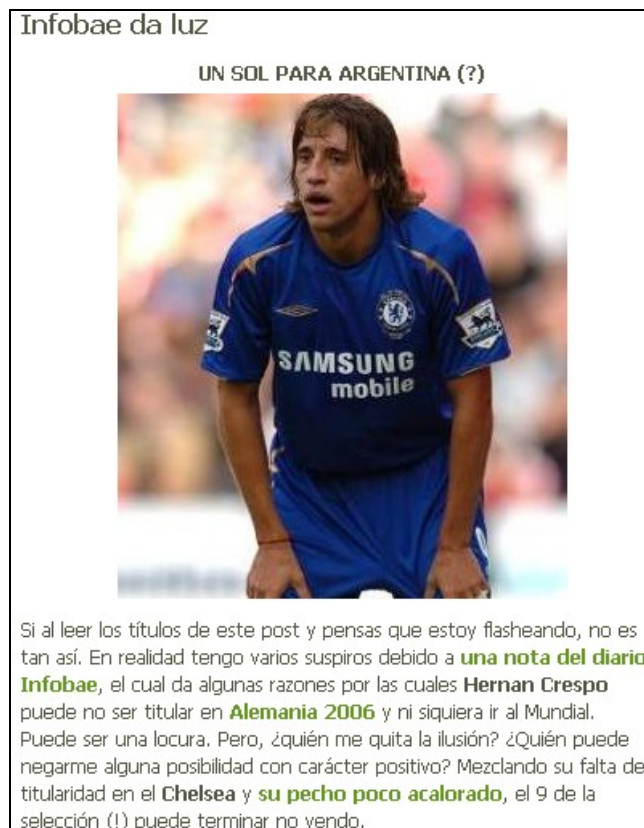 Infobae da luz
UN SOL PARA ARGENTINA (?)
SAMSUNG
mobile
Si al leer los títulos de este post y pensas que estoy flasheando, no es
tan así. En realidad tengo varios suspiros debido a una nota del diario
Infobae, el cual da algunas razones por las cuales Hernan Crespo
puede no ser titular en Alemania 2006 y ni siquiera ir al Mundial.
Puede ser una locura. Pero, ¿quién me quita la ilusión? ¿Quién puede
negarme alguna posibilidad con carácter positivo? Mezclando su falta de
titularidad en el Chelsea y su pecho poco acalorado, el 9 de la
selección (!) puede terminar no yendo.